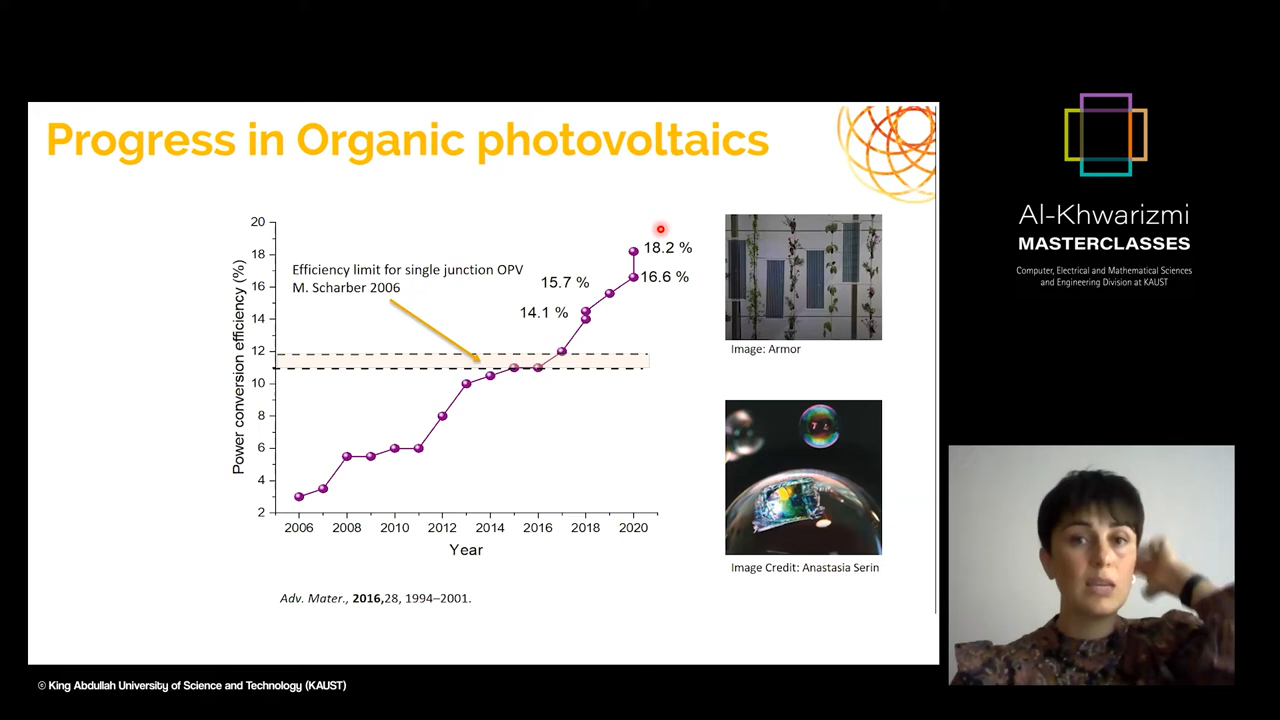 Progress in Organic photovoltaics
20
18
16
14
12
10
8
6
4
2
Power conversion efficiency (%)
Efficiency limit for single junction OPV
M. Scharber 2006
18.2 %
16.6 %
15.7 %
14.1 %
2006 2008 2010 2012 2014 2016 2018 2020
Year
Adv. Mater., 2016,28, 1994–2001.
Image: Armor
Image Credit: Anastasia Serin
Al-Khwarizmi
MASTERCLASSES
Computer, Electrical and Mathematical Sciences
and Engineering Division at KAUST
© King Abdullah University of Science and Technology (KAUST)